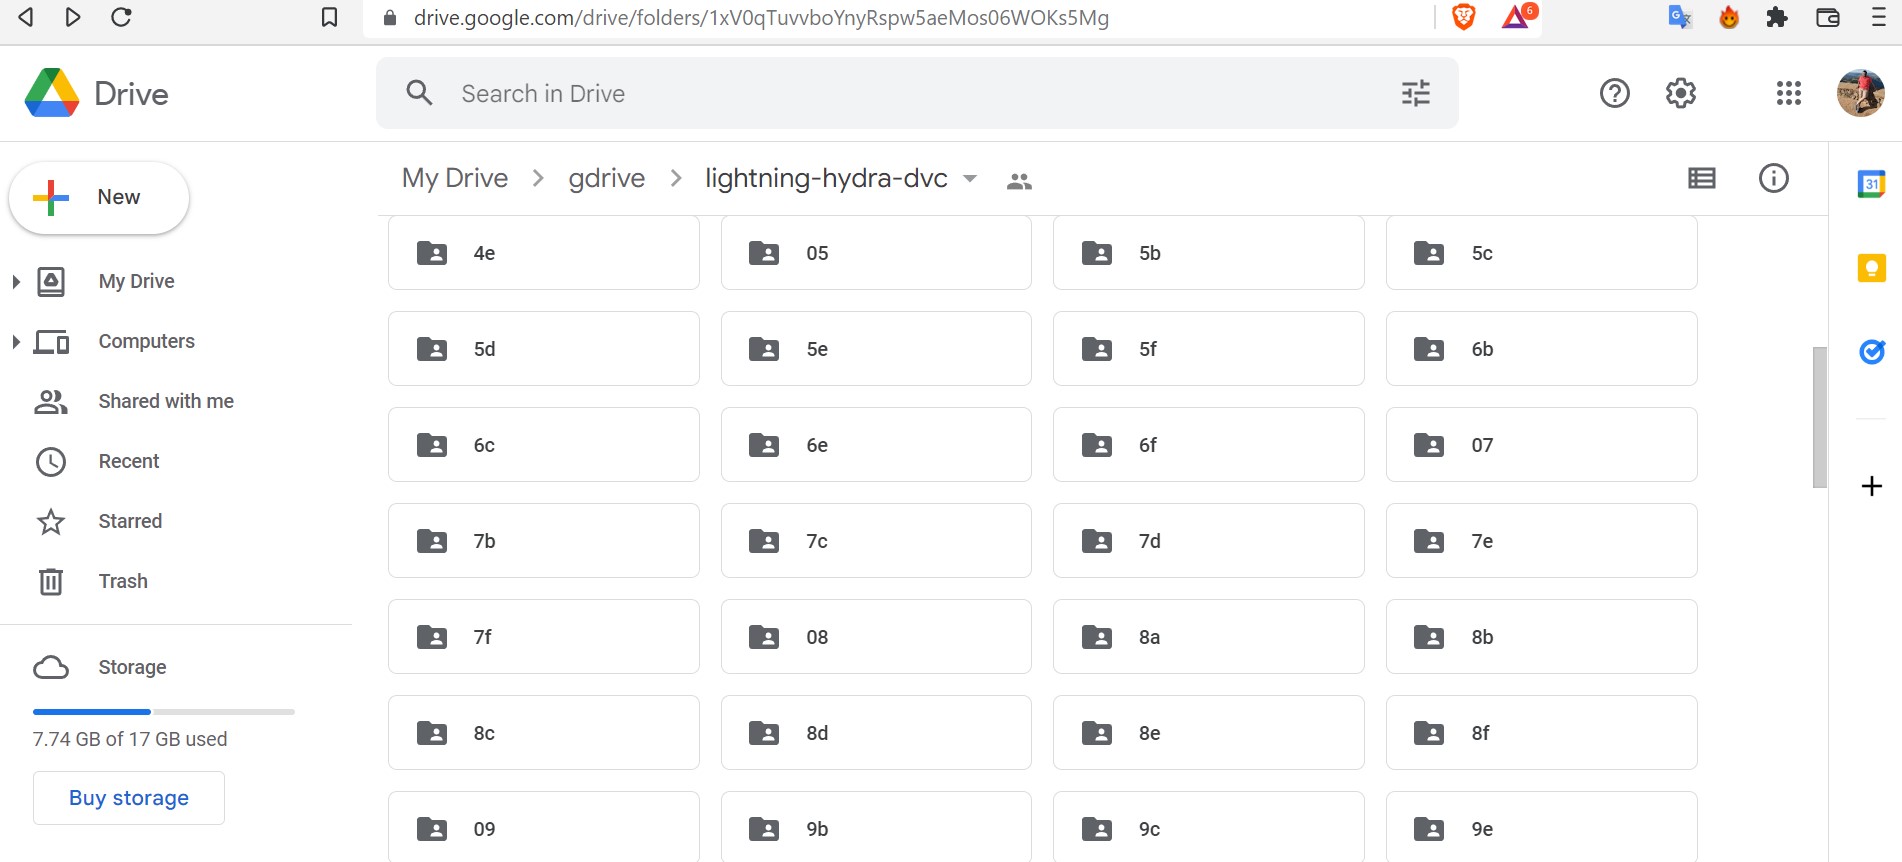 drive.google.com/drive/folders/1xV0qTuvvboYnyRspw5aeMos06WOKs5Mg
6
Drive
Search in Drive
New
My Drive
Computers
Shared with me
Recent
Starred
Trash
Storage
7.74 GB of 17 GB used
Buy storage
My Drive > gdrive > lightning-hydra-dvc
4e 05 5b 5c
5d 5e 5f 6b
6c 6e 6f 07
7b 7c 7d 7e
7f 08 8a 8b
8c 8d 8e 8f
09 9b 9c 9e
31